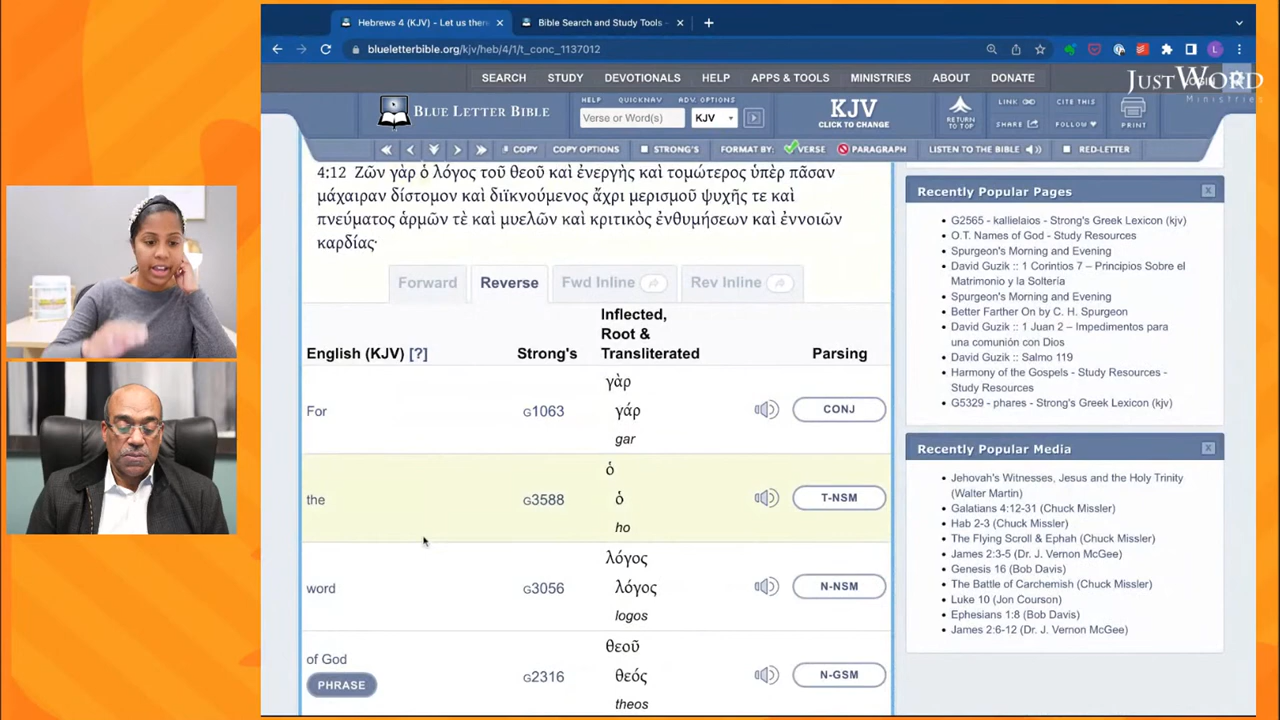 Hebrews 4 (KJV) - Let us there
Bible Search and Study Tools -
blueletterbible.org/kjv/heb/4/1/t_conc_1137012
SEARCH STUDY DEVOTIONALS HELP APPS & TOOLS MINISTRIES ABOUT DONATE
JUSTWORD
Ministries
BLUE LETTER BIBLE
HELP QUICKNAV ADV. OPTIONS
Verse or Word(s) KJV
KJV
CLICK TO CHANGE
RETURN
TO TOP
LINK CITE THIS
SHARE FOLLOW
PRINT
COPY COPY OPTIONS STRONG'S FORMAT BY: VERSE PARAGRAPH LISTEN TO THE BIBLE RED-LETTER
4:12 Ζῶν γὰρ ὁ λόγος τοῦ θεοῦ καὶ ἐνεργὴς καὶ τομώτερος ὑπὲρ πᾶσαν
μάχαιραν δίστομον καὶ διϊκνούμενος ἄχρι μερισμοῦ ψυχῆς τε καὶ
πνεύματος ἁρμῶν τὲ καὶ μυελῶν καὶ κριτικὸς ἐνθυμήσεων καὶ ἐννοιῶν
καρδίας·
Forward Reverse Fwd Inline Rev Inline
English (KJV) [?] Strong's
Inflected,
Root &
Transliterated
Parsing
For G1063
γὰρ
γάρ
gar
CONJ
the G3588
ὁ
ὁ
ho
T-NSM
word G3056
λόγος
λόγος
logos
N-NSM
of God
PHRASE
G2316
θεοῦ
θεός
theos
N-GSM
Recently Popular Pages
G2565 - kallielaios - Strong's Greek Lexicon (kjv)
O.T. Names of God - Study Resources
Spurgeon's Morning and Evening
David Guzik :: 1 Corintios 7 – Principios Sobre el
Matrimonio y la Soltería
Spurgeon's Morning and Evening
Better Farther On by C. H. Spurgeon
David Guzik :: 1 Juan 2 – Impedimentos para
una comunión con Dios
David Guzik :: Salmo 119
Harmony of the Gospels - Study Resources -
Study Resources
G5329 - phares - Strong's Greek Lexicon (kjv)
Recently Popular Media
Jehovah's Witnesses, Jesus and the Holy Trinity
(Walter Martin)
Galatians 4:12-31 (Chuck Missler)
Hab 2-3 (Chuck Missler)
The Flying Scroll & Ephah (Chuck Missler)
James 2:3-5 (Dr. J. Vernon McGee)
Genesis 16 (Bob Davis)
The Battle of Carchemish (Chuck Missler)
Luke 10 (Jon Courson)
Ephesians 1:8 (Bob Davis)
James 2:6-12 (Dr. J. Vernon McGee)